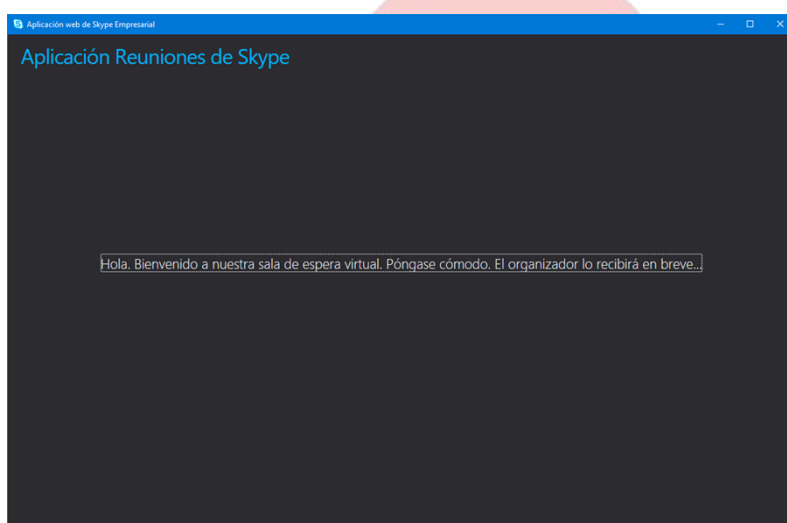 Aplicación web de Skype Empresarial
Aplicación Reuniones de Skype
Hola. Bienvenido a nuestra sala de espera virtual. Póngase cómodo. El organizador lo recibirá en breve...